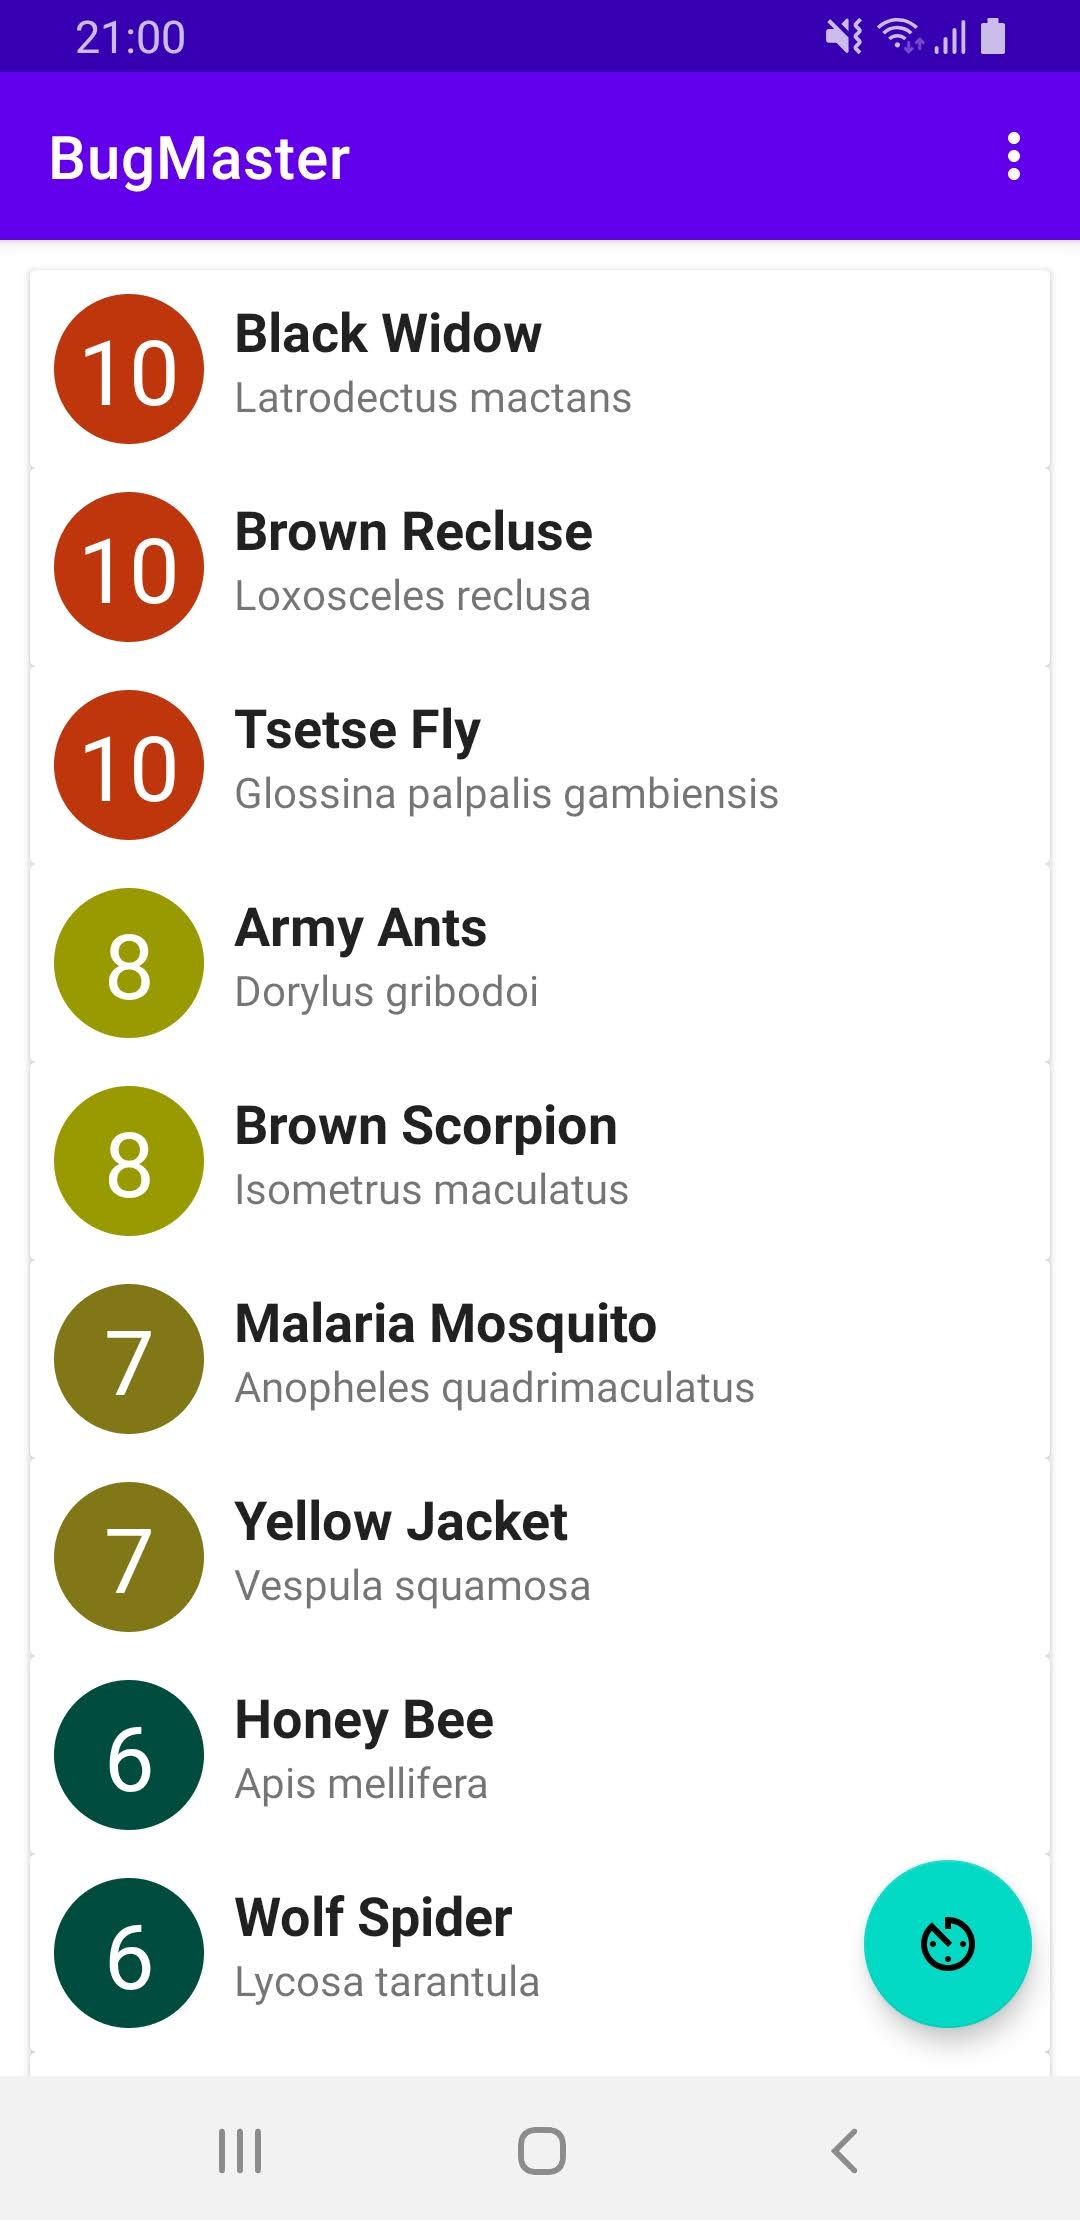 21:00
BugMaster
10
Black Widow
Latrodectus mactans
10
Brown Recluse
Loxosceles reclusa
10
Tsetse Fly
Glossina palpalis gambiensis
8
Army Ants
Dorylus gribodoi
8
Brown Scorpion
Isometrus maculatus
7
Malaria Mosquito
Anopheles quadrimaculatus
7
Yellow Jacket
Vespula squamosa
6
Honey Bee
Apis mellifera
6
Wolf Spider
Lycosa tarantula